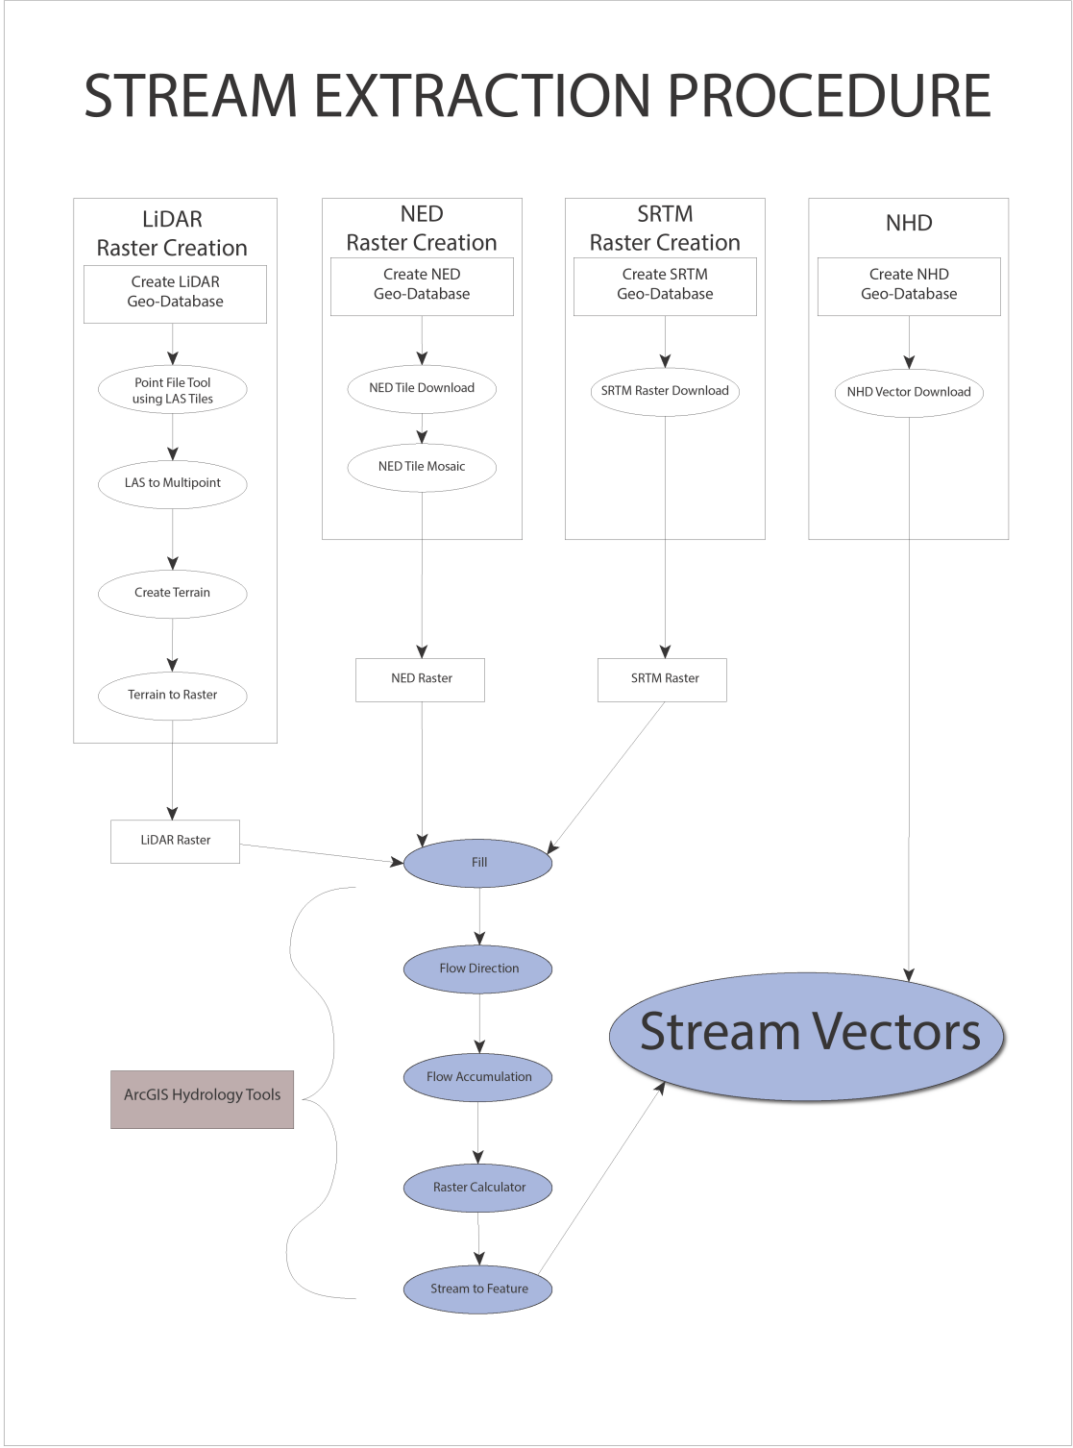 STREAM EXTRACTION PROCEDURE
LiDAR
Raster Creation
Create LiDAR
Geo-Database
Point File Tool
using LAS Tiles
LAS to Multipoint
Create Terrain
Terrain to Raster
LiDAR Raster
NED
Raster Creation
Create NED
Geo-Database
NED Tile Download
NED Tile Mosaic
NED Raster
SRTM
Raster Creation
Create SRTM
Geo-Database
SRTM Raster Download
SRTM Raster
NHD
Create NHD
Geo-Database
NHD Vector Download
Fill
Flow Direction
Flow Accumulation
Raster Calculator
Stream to Feature
ArcGIS Hydrology Tools
Stream Vectors